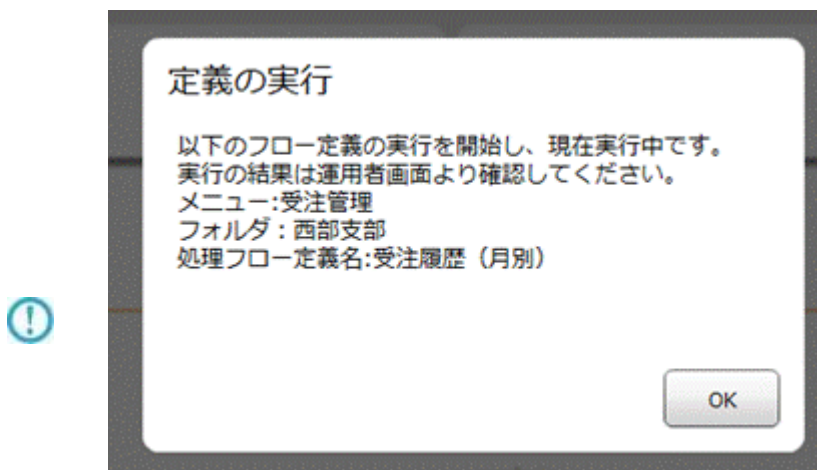 定義の実行
以下のフロー定義の実行を開始し、現在実行中です。
実行の結果は運用者画面より確認してください。
メニュー:受注管理
フォルダ：西部支部
処理フロー定義名:受注履歴（月別）
OK